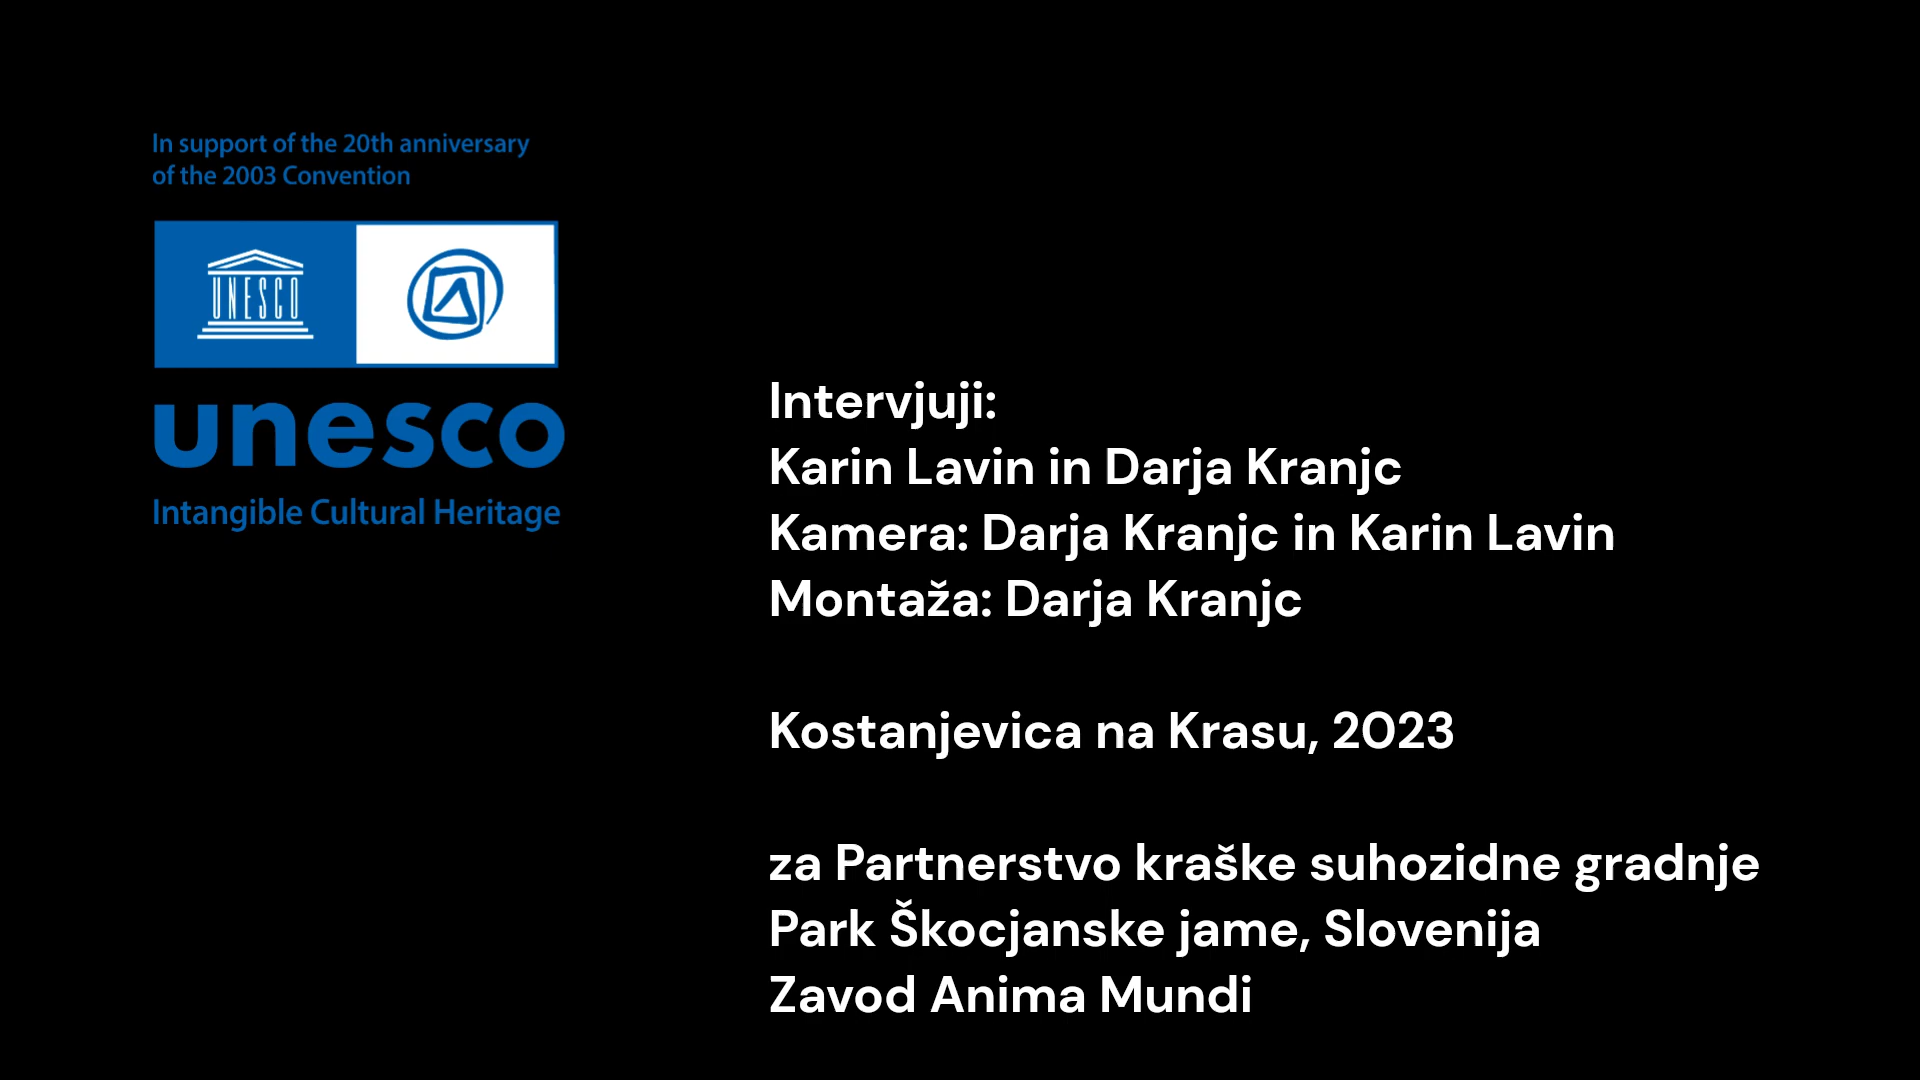 In support of the 20th anniversary
of the 2003 Convention
UNESCO
unesco
Intangible Cultural Heritage
Intervjuji:
Karin Lavin in Darja Kranjc
Kamera: Darja Kranjc in Karin Lavin
Montaža: Darja Kranjc
Kostanjevica na Krasu, 2023
za Partnerstvo kraške suhozidne gradnje
Park Škocjanske jame, Slovenija
Zavod Anima Mundi